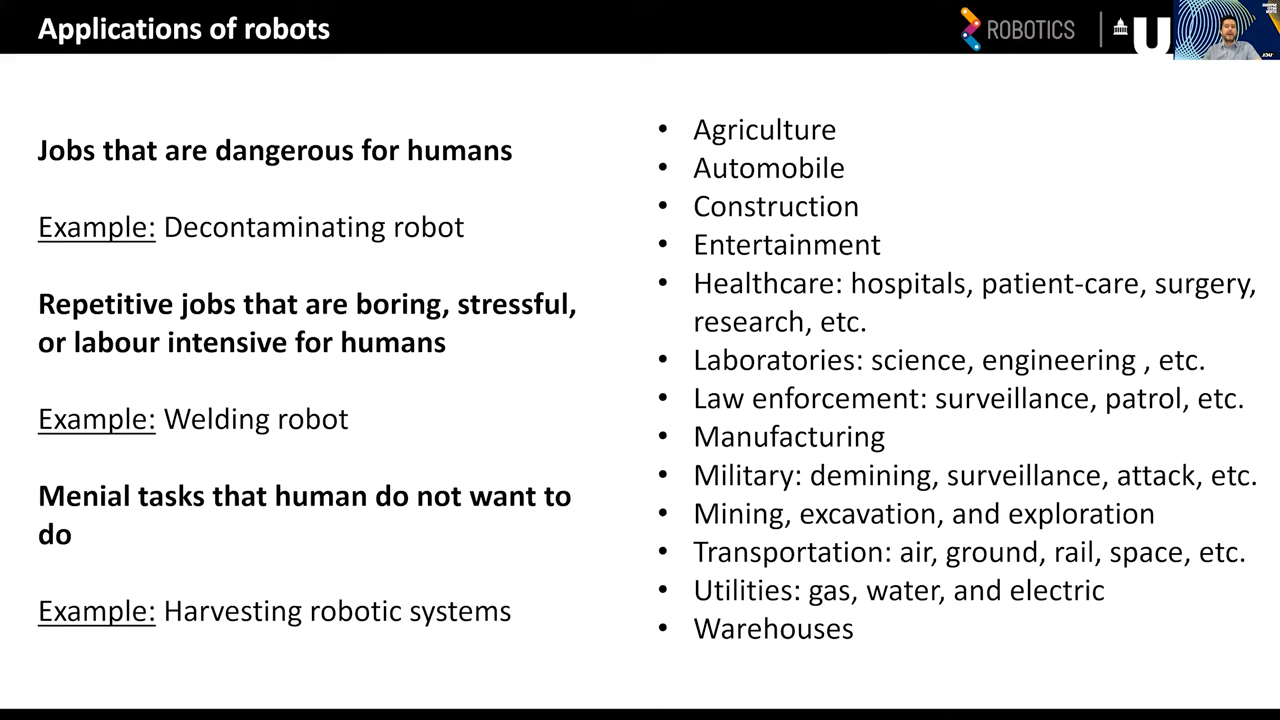 Applications of robots
ROBOTICS
U
Jobs that are dangerous for humans
Example: Decontaminating robot
Repetitive jobs that are boring, stressful,
or labour intensive for humans
Example: Welding robot
Menial tasks that human do not want to
do
Example: Harvesting robotic systems
• Agriculture
• Automobile
• Construction
• Entertainment
• Healthcare: hospitals, patient-care, surgery,
research, etc.
• Laboratories: science, engineering , etc.
• Law enforcement: surveillance, patrol, etc.
• Manufacturing
• Military: demining, surveillance, attack, etc.
• Mining, excavation, and exploration
• Transportation: air, ground, rail, space, etc.
• Utilities: gas, water, and electric
• Warehouses